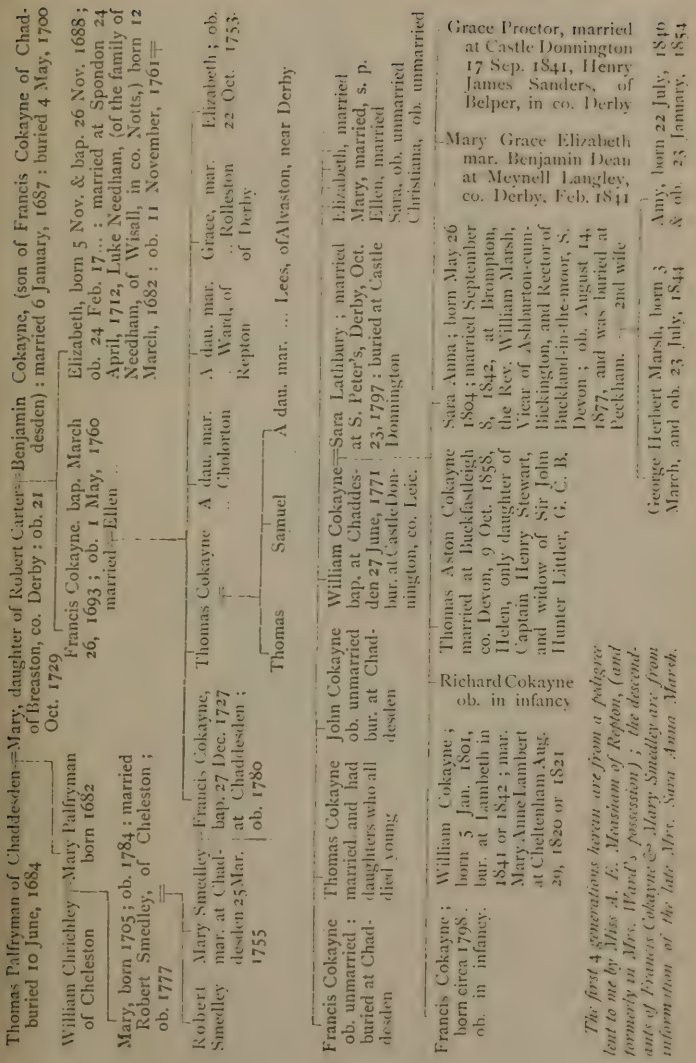 Thomas Palfryman of Chaddesden=Mary, daughter of Robert Carter=Benjamin Cokayne, (son of Francis Cokayne of Chad-
buried 10 June, 1684
of Breaston, co. Derby : ob. 21
Oct. 1729
desden) : married 6 January, 1687 : buried 4 May, 1700
William Chrichley=Mary Palfryman
of Cheleston
born 1682
Francis Cokayne, bap. March
26, 1693 ; ob. 1 May, 1760
married=Ellen ..
Elizabeth, born 5 Nov. & bap. 26 Nov. 1688 ;
ob. 24 Feb. 17... : married at Spondon 24
April, 1712, Luke Needham, (of the family of
Needham, of Wisall, in co. Notts,) born 12
March, 1682 : ob. 11 November, 1761=
Mary, born 1705 ; ob. 1784 : married
Robert Smedley, of Cheleston ;
ob. 1777
Robert
Smedley
Mary Smedley=Francis Cokayne,
mar. at Chad-
desden 25 Mar.
1755
bap. 27 Dec. 1727
at Chaddesden ;
ob. 1780
Thomas Cokayne
=
A dau. mar.
.. Cholorton
A dau. mar.
.. Ward, of
Repton
Grace, mar.
.. Rolleston
of Derby
Elizabeth ; ob.
22 Oct. 1753.
Thomas
Samuel
A dau. mar. ... Lees, of Alvaston, near Derby
Francis Cokayne
ob. unmarried :
buried at Chad-
desden
Thomas Cokayne
married and had
daughters who all
died young
John Cokayne
ob. unmarried
bur. at Chad-
desden
William Cokayne=Sara Lathbury ; married
bap. at Chaddes-
den 27 June, 1771
bur. at Castle Don-
nington, co. Leic.
at S. Peter's, Derby, Oct.
23, 1797 : buried at Castle
Donnington
Elizabeth, married
Mary, married, s. p.
Ellen, married
Sara, ob. unmarried
Christiana, ob. unmarried
Francis Cokayne ;
born circa 1798.
ob. in infancy.
William Cokayne ;
born 5 Jan. 1801,
bur. at Lambeth in
1841 or 1842 ; mar.
Mary Anne Lambert
at Cheltenham Aug.
20, 1820 or 1821
Richard Cokayne
ob. in infancy
Thomas Aston Cokayne
married at Buckfastleigh
co. Devon, 9 Oct. 1858,
Helen, only daughter of
Captain Henry Stewart,
and widow of Sir John
Hunter Littler, G. C. B.
Sara Anna ; born May 26
1804 ; married September
8, 1842, at Brompton,
the Rev. William Marsh,
Vicar of Ashburton-cum-
Bickington, and Rector of
Buckland-in-the-moor, S.
Devon ; ob. August 14,
1877, and was buried at
Peckham. 2nd wife
Mary Grace Elizabeth
mar. Benjamin Dean
at Meynell Langley,
co. Derby, Feb. 1841
Grace Proctor, married
at Castle Donnington
17 Sep. 1841, Henry
James Sanders, of
Belper, in co. Derby
George Herbert Marsh, born 3
March, and ob. 23 July, 1844
Amy, born 22 July, 1846
& ob. 23 January, 1854
The first 4 generations herein are from a pedigree
lent to me by Miss A. E. Mensham of Repton, (and
formerly in Mrs. Ward's possession) ; the descend-
ants of Francis Cokayne & Mary Smedley are from
information of the late Mrs. Sara Anna Marsh.